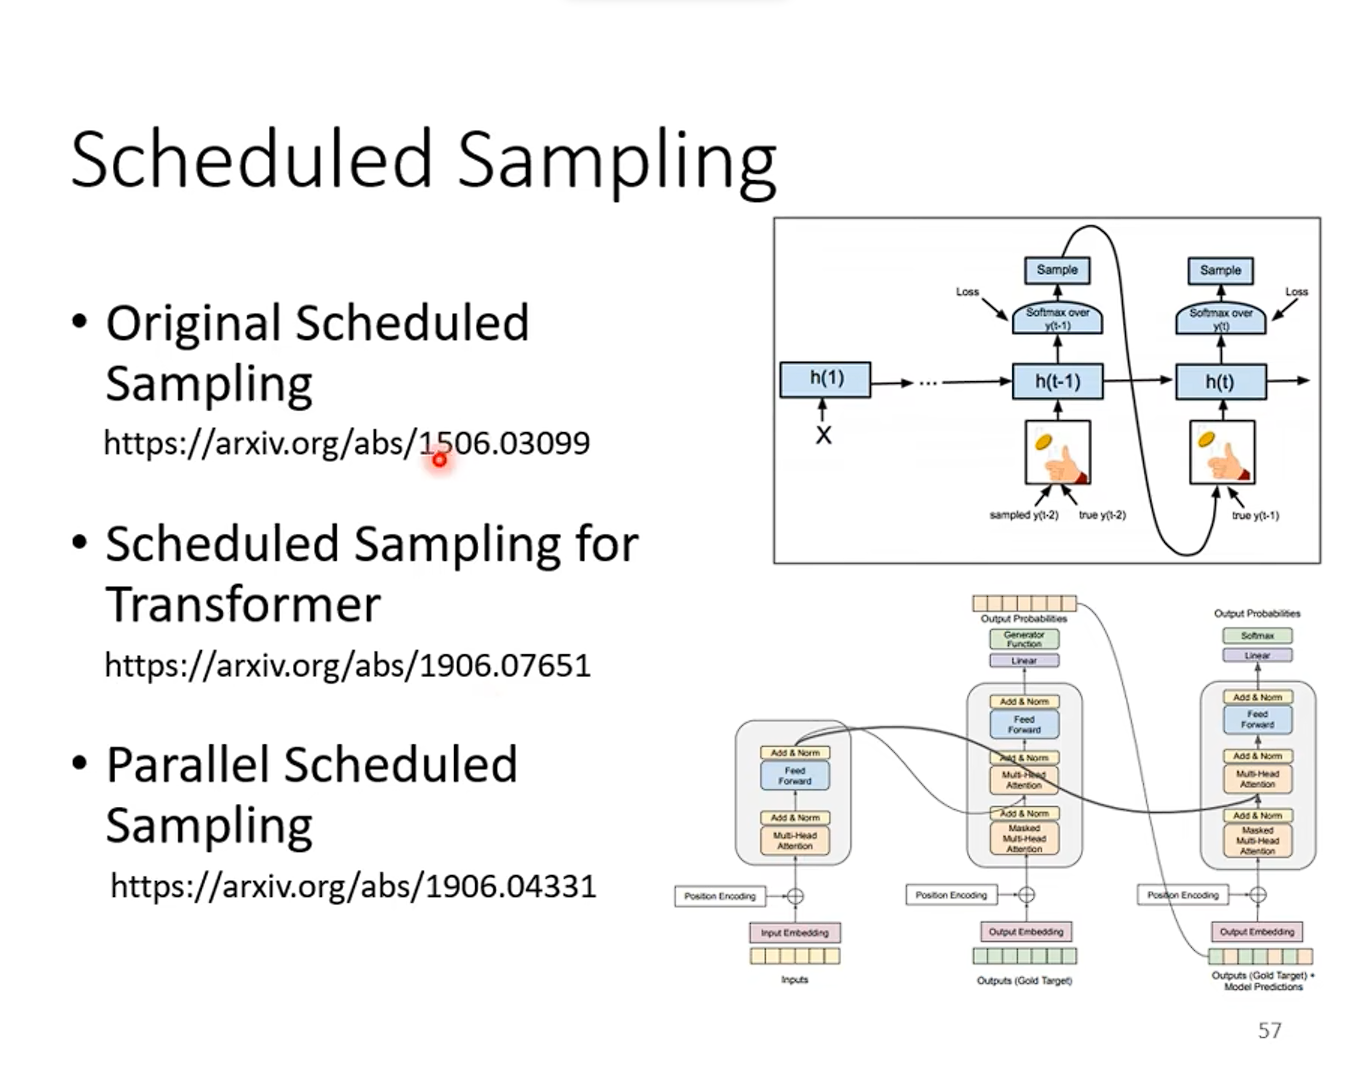 Scheduled Sampling
• Original Scheduled
Sampling
https://arxiv.org/abs/1506.03099
• Scheduled Sampling for
Transformer
https://arxiv.org/abs/1906.07651
• Parallel Scheduled
Sampling
https://arxiv.org/abs/1906.04331
Sample
Sample
Loss
Loss
Softmax over
y(t-1)
Softmax over
y(t)
h(1)
...
h(t-1)
h(t)
X
sampled y(t-2)
true y(t-2)
true y(t-1)
Add & Norm
Feed
Forward
Add & Norm
Multi-Head
Attention
Position Encoding
Input Embedding
Inputs
Output Probabilities
Generator
Function
Linear
Add & Norm
Feed
Forward
Add & Norm
Multi-Head
Attention
Add & Norm
Masked
Multi-Head
Attention
Position Encoding
Output Embedding
Outputs (Gold Target)
Output Probabilities
Softmax
Linear
Add & Norm
Feed
Forward
Add & Norm
Multi-Head
Attention
Add & Norm
Masked
Multi-Head
Attention
Position Encoding
Output Embedding
Outputs (Gold Target) +
Model Predictions
57